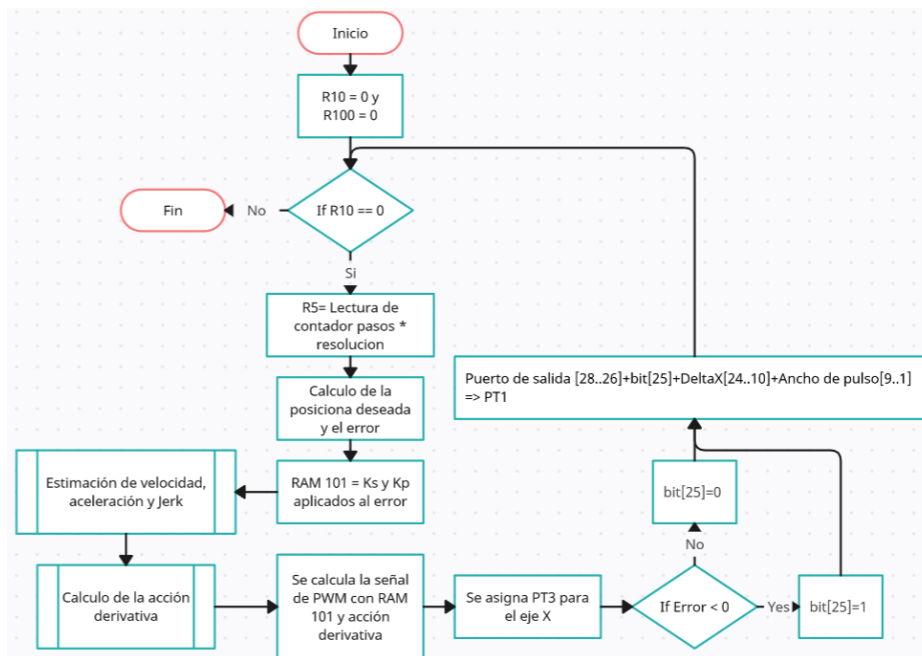 Inicio
R10 = 0 y
R100 = 0
If R10 == 0
No
Fin
Si
R5= Lectura de
contador pasos *
resolucion
Calculo de la
posiciona deseada
y el error
RAM 101 = Ks y Kp
aplicados al error
Estimación de velocidad,
aceleración y Jerk
Calculo de la acción
derivativa
Se calcula la señal
de PWM con RAM
101 y acción
derivativa
Se asigna PT3 para
el eje X
If Error < 0
No
bit[25]=0
Yes
bit[25]=1
Puerto de salida [28..26]+bit[25]+DeltaX[24..10]+Ancho de pulso[9..1]
=> PT1